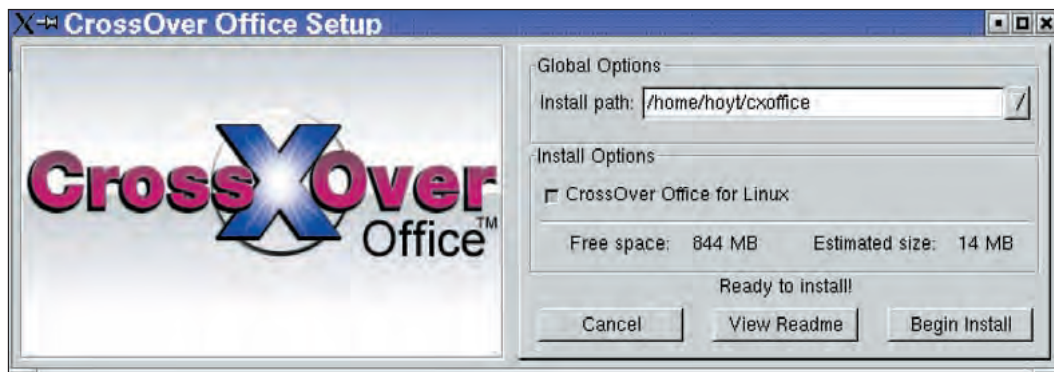 CrossOver Office Setup
CrossOver
Office™
Global Options
Install path: /home/hoyt/cxoffice /
Install Options
CrossOver Office for Linux
Free space: 844 MB Estimated size: 14 MB
Ready to install!
Cancel View Readme Begin Install